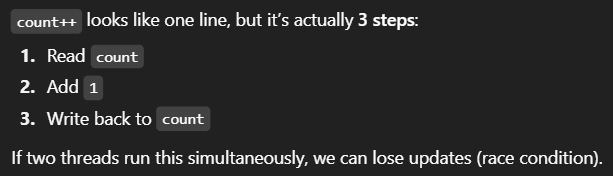 count++ looks like one line, but it’s actually 3 steps:
1. Read count
2. Add 1
3. Write back to count
If two threads run this simultaneously, we can lose updates (race condition).